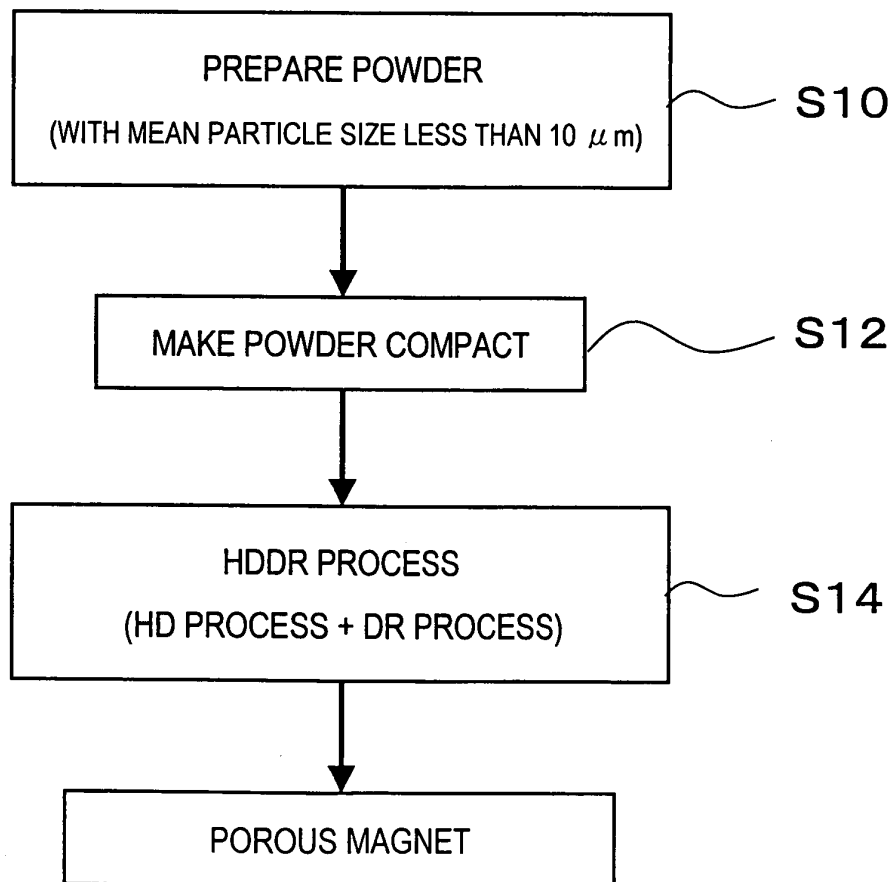 PREPARE POWDER
(WITH MEAN PARTICLE SIZE LESS THAN 10 μm)
S10
MAKE POWDER COMPACT
S12
HDDR PROCESS
(HD PROCESS + DR PROCESS)
S14
POROUS MAGNET